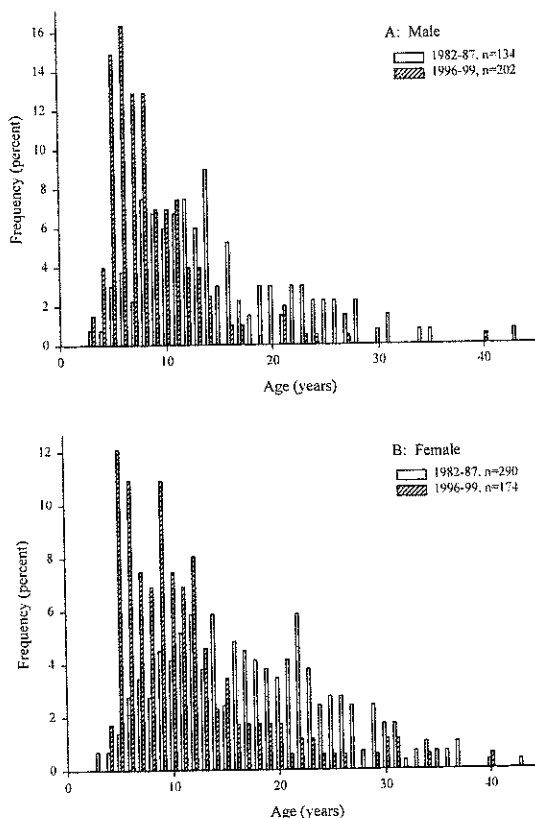 A: Male
1982-87, n=134
1996-99, n=202
Frequency (percent)
16
14
12
10
8
6
4
2
0
0 10 20 30 40
Age (years)
B: Female
1982-87, n=290
1996-99, n=174
Frequency (percent)
12
10
8
6
4
2
0
0 10 20 30 40
Age (years)